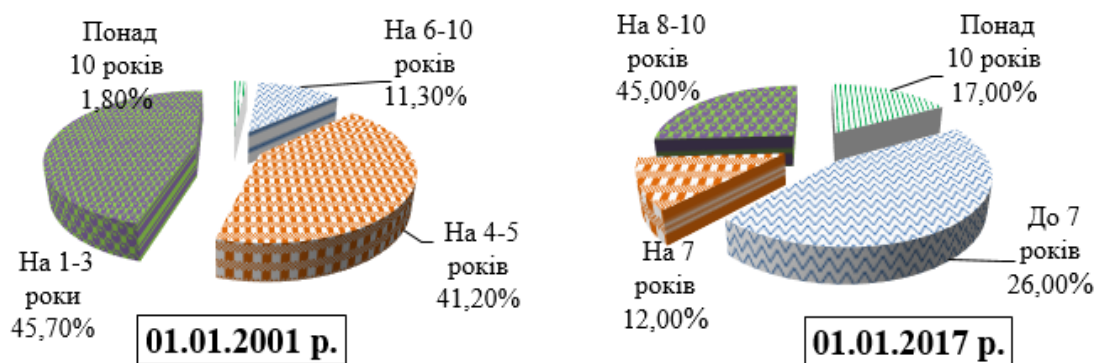 Понад
10 років
1,80%
На 6-10
років
11,30%
На 4-5
років
41,20%
На 1-3
роки
45,70%
01.01.2001 р.
На 8-10
років
45,00%
Понад
10 років
17,00%
До 7
років
26,00%
На 7
років
12,00%
01.01.2017 р.